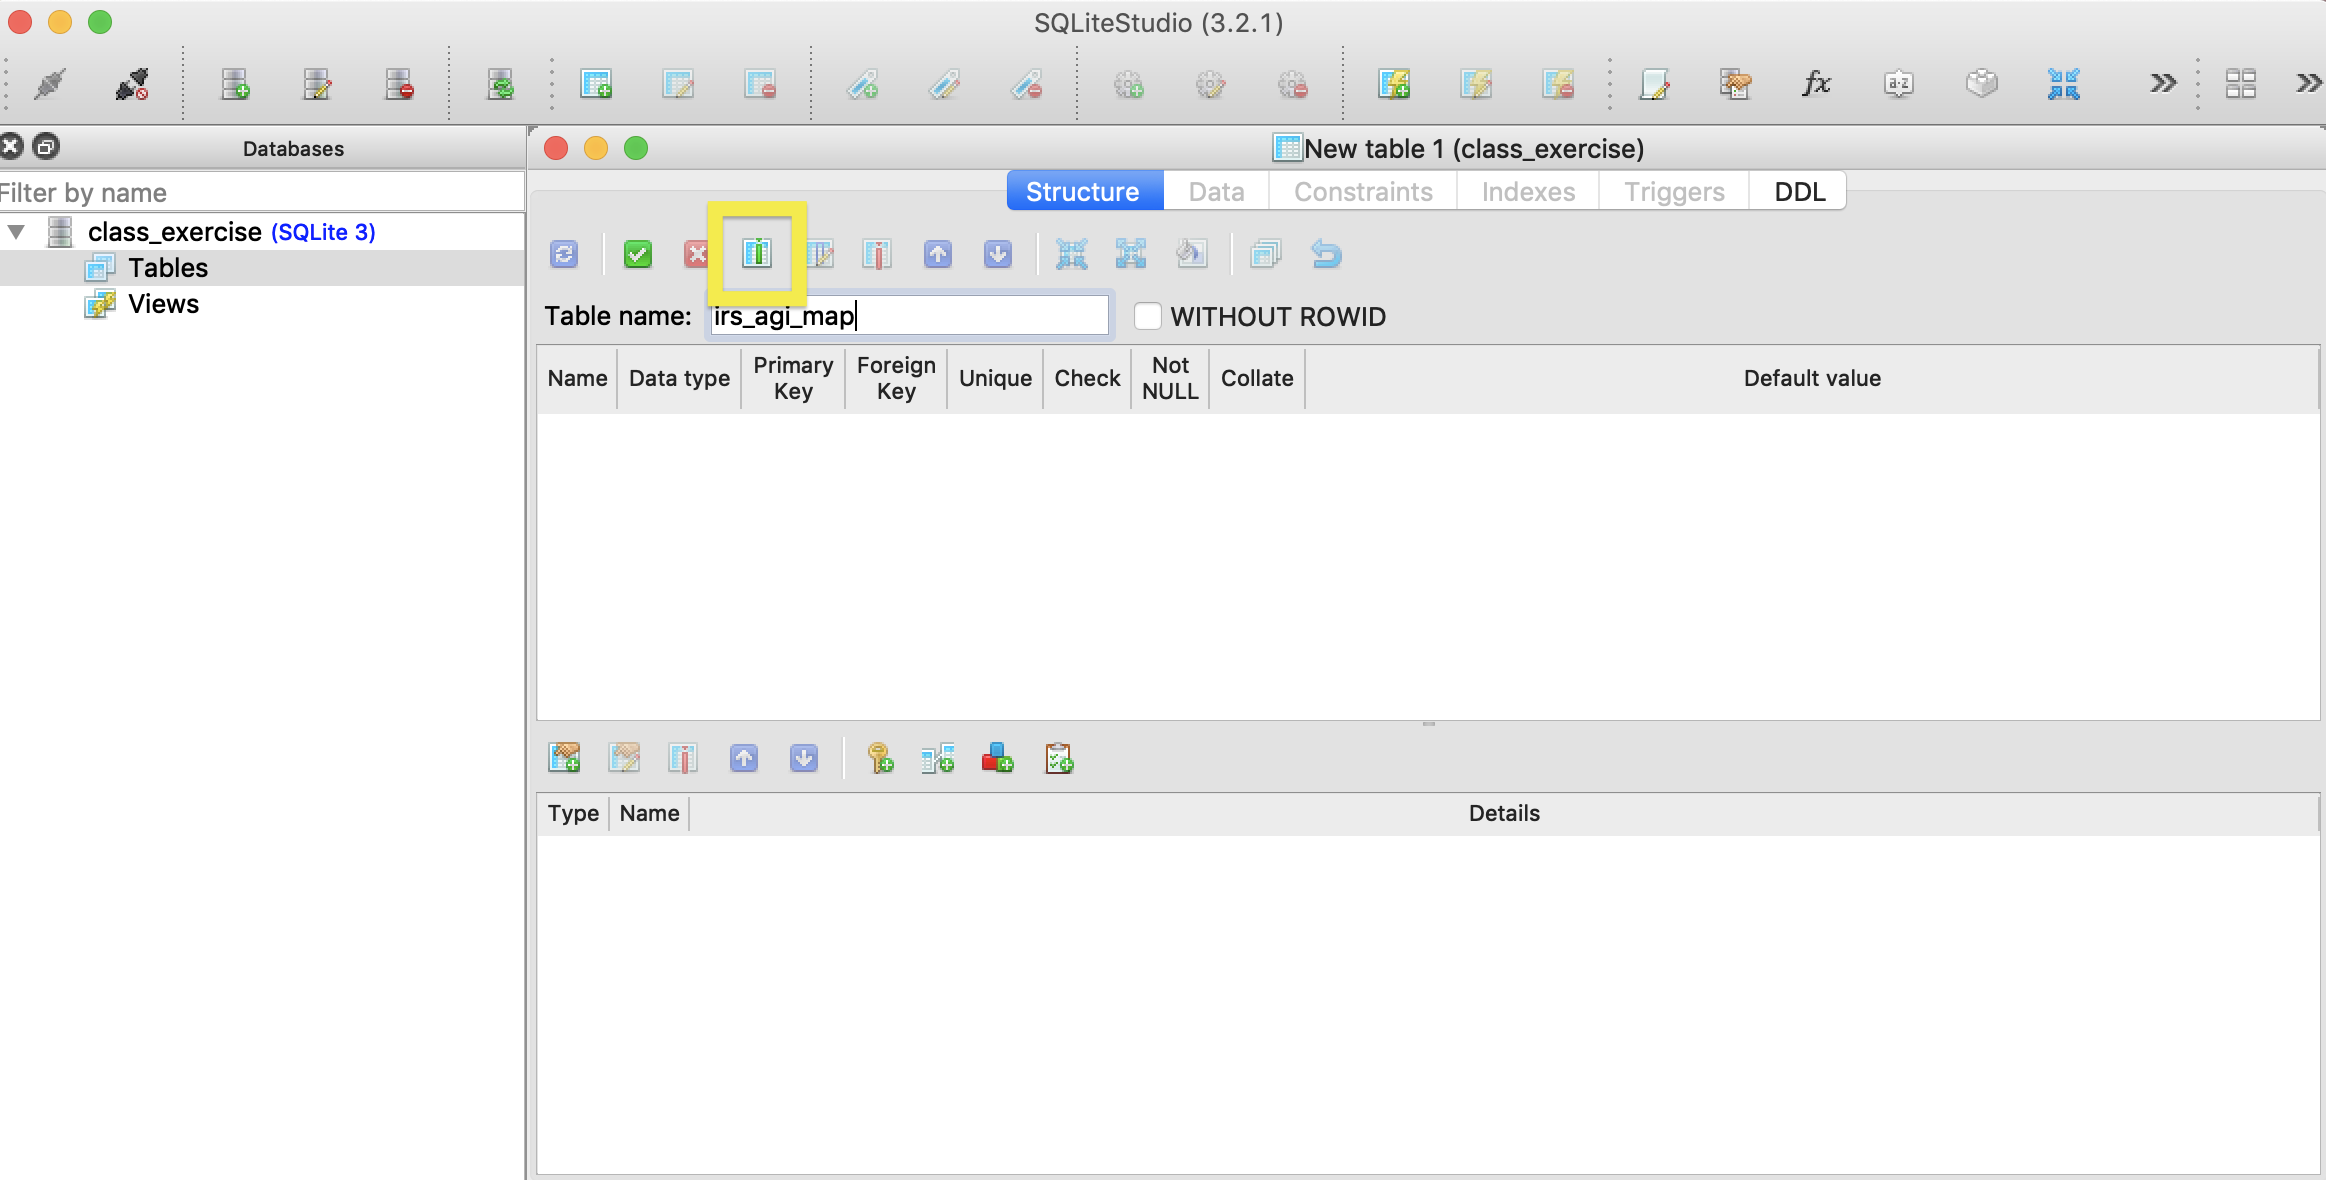 SQLiteStudio (3.2.1)
fx
a-z
Databases
New table 1 (class_exercise)
Filter by name
Structure Data Constraints Indexes Triggers DDL
class_exercise (SQLite 3)
Tables
Views
Table name: irs_agi_map WITHOUT ROWID
Name Data type Primary Key Foreign Key Unique Check Not NULL Collate Default value
Type Name Details